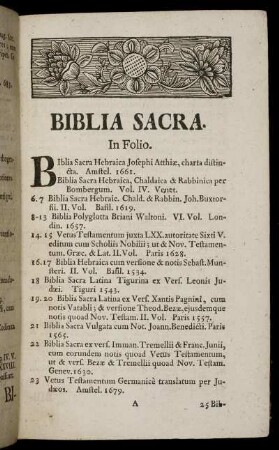 BIBLIA SACRA.
In Folio.
BIblia Sacra Hebraica Josephi Atthiæ, charta distin-
cta. Amstel. 1661.
Biblia Sacra Hebraica, Chaldaica & Rabbinica per
Bombergum. Vol. IV. Venet.
6. 7 Biblia Sacra Hebraic. Chald. & Rabbin. Joh. Buxtor-
fii. II. Vol. Basil. 1619.
8-13 Biblia Polyglotta Briani Waltoni. VI. Vol. Lon-
din. 1657.
14. 15 Vetus Testamentum juxta LXX. autoritate Sixti V.
editum cum Scholiis Nobilii; ut & Nov. Testamen-
tum. Græc. & Lat. II. Vol. Paris 1628.
16.17 Biblia Hebraica cum versione & notis Sebast. Mun-
steri. II. Vol. Basil. 1534.
18 Biblia Sacra Latina Tigurina ex Vers. Leonis Ju-
dæi. Tiguri 1543.
19. 20 Biblia Sacra Latina ex Vers. Xantis Pagnini, cum
notis Vatabli; & versione Theod. Bezæ, ejusdemque
notis quoad Nov. Testam. II. Vol. Paris 1557.
21 Biblia Sacra Vulgata cum Not. Joann. Benedicti. Paris
1565.
22 Biblia Sacra ex vers. Imman. Tremellii & Franc. Junii,
cum eorundem notis quoad Vetus Testamentum,
ut & vers. Bezæ & Tremellii quoad Nov. Testam.
Genev. 1630.
23 Vetus Testamentum Germanicè translatum per Ju-
dæos. Amstel. 1679.
A 25 Bib-